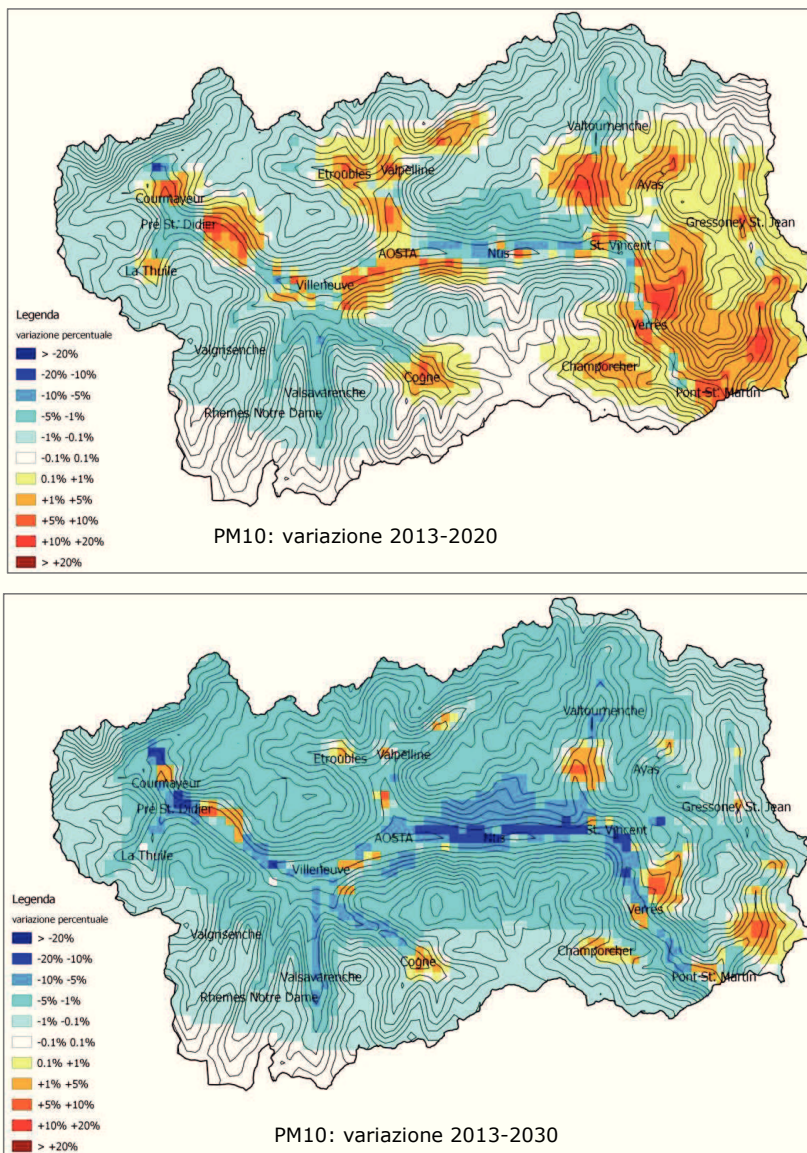 Valtournenche
Etroubles
Valpelline
Ayas
Courmayeur
Pré St. Didier
Gressoney St. Jean
AOSTA
Nus
St. Vincent
La Thuile
Villeneuve
Legenda
variazione percentuale
Verres
Valgrisenche
Champorcher
Cogne
Valsavarenche
Pont St. Martin
Rhemes Notre Dame
> -20%
-20% -10%
-10% -5%
-5% -1%
-1% -0.1%
-0.1% 0.1%
0.1% +1%
+1% +5%
+5% +10%
+10% +20%
> +20%
PM10: variazione 2013-2020
Valtournenche
Etroubles
Valpelline
Ayas
Courmayeur
Pré St. Didier
Gressoney St. Jean
AOSTA
Nus
St. Vincent
La Thuile
Villeneuve
Legenda
variazione percentuale
Verres
Valgrisenche
Champorcher
Cogne
Valsavarenche
Pont St. Martin
Rhemes Notre Dame
> -20%
-20% -10%
-10% -5%
-5% -1%
-1% -0.1%
-0.1% 0.1%
0.1% +1%
+1% +5%
+5% +10%
+10% +20%
> +20%
PM10: variazione 2013-2030